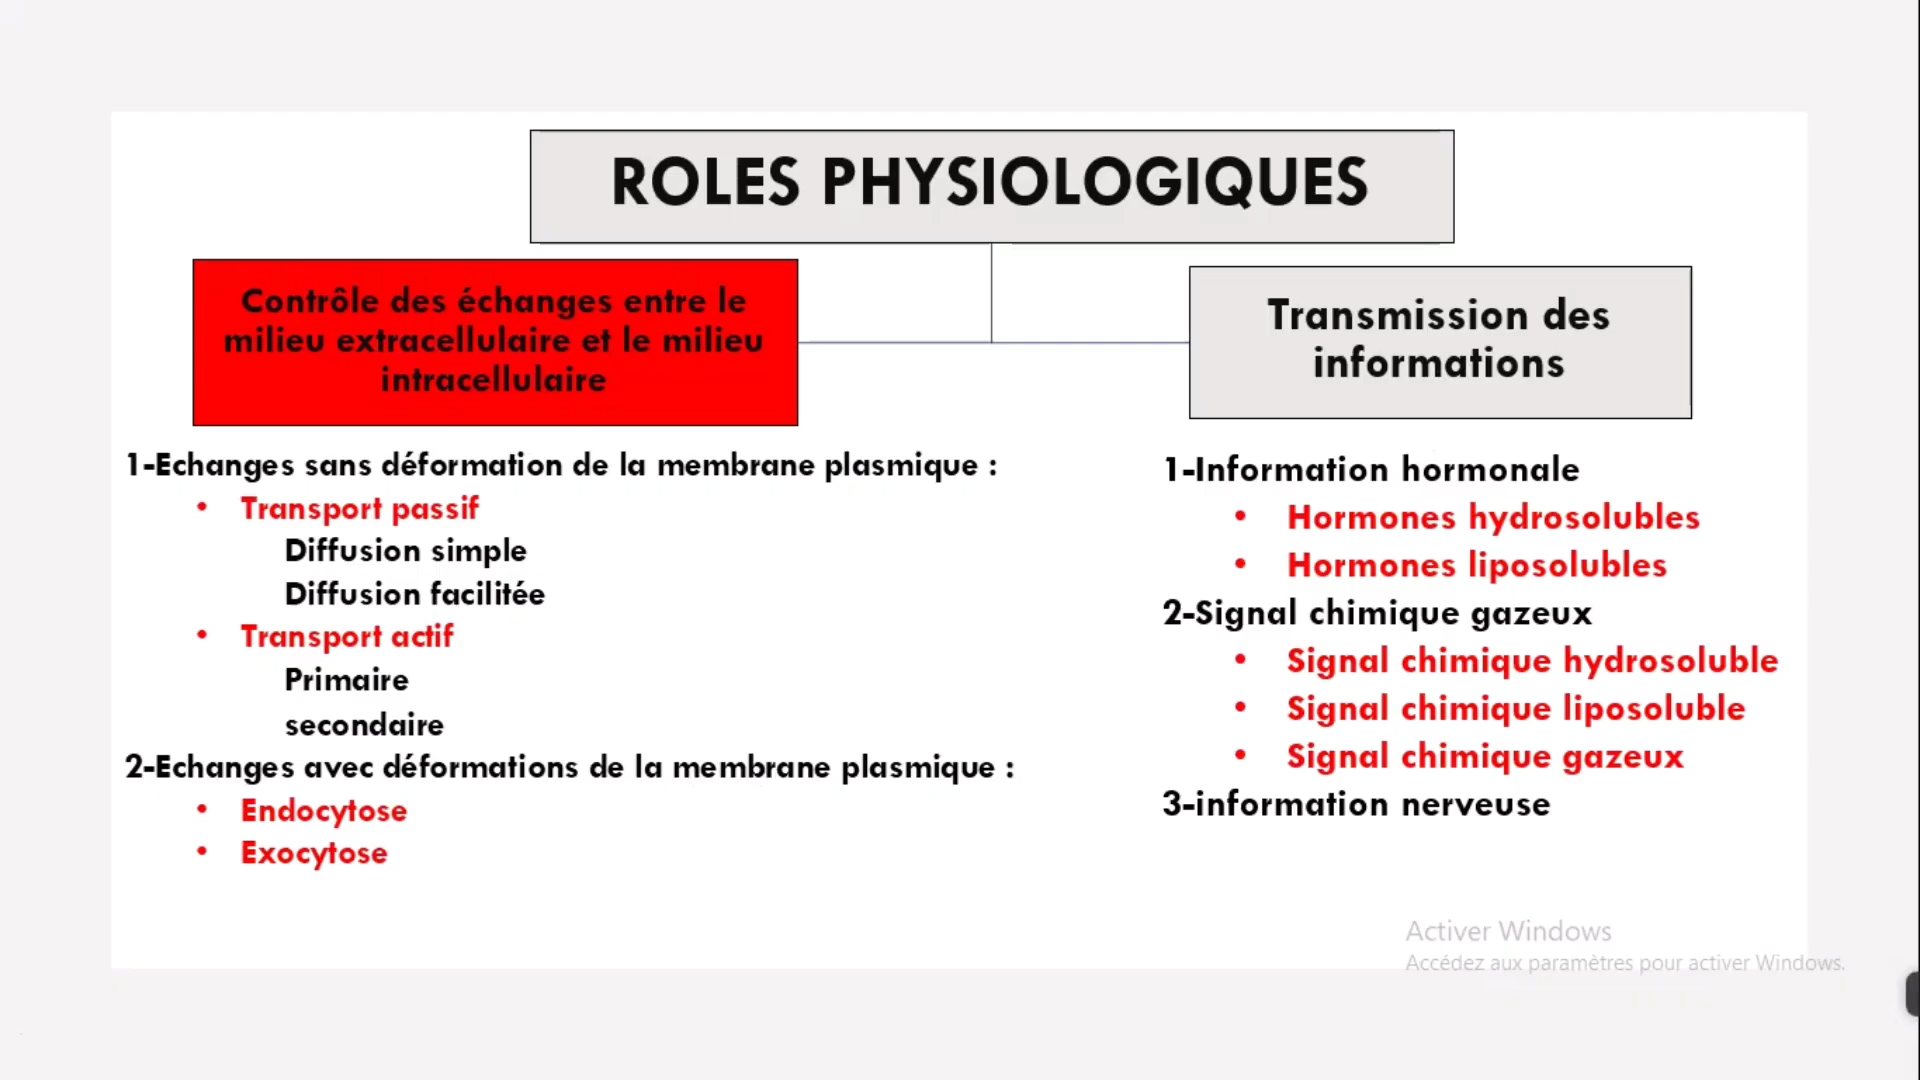 ROLES PHYSIOLOGIQUES
Contrôle des échanges entre le
milieu extracellulaire et le milieu
intracellulaire
1-Echanges sans déformation de la membrane plasmique :
• Transport passif
Diffusion simple
Diffusion facilitée
• Transport actif
Primaire
secondaire
2-Echanges avec déformations de la membrane plasmique :
• Endocytose
• Exocytose
Transmission des
informations
1-Information hormonale
• Hormones hydrosolubles
• Hormones liposolubles
2-Signal chimique gazeux
• Signal chimique hydrosoluble
• Signal chimique liposoluble
• Signal chimique gazeux
3-information nerveuse
Activer Windows
Accédez aux paramètres pour activer Windows.